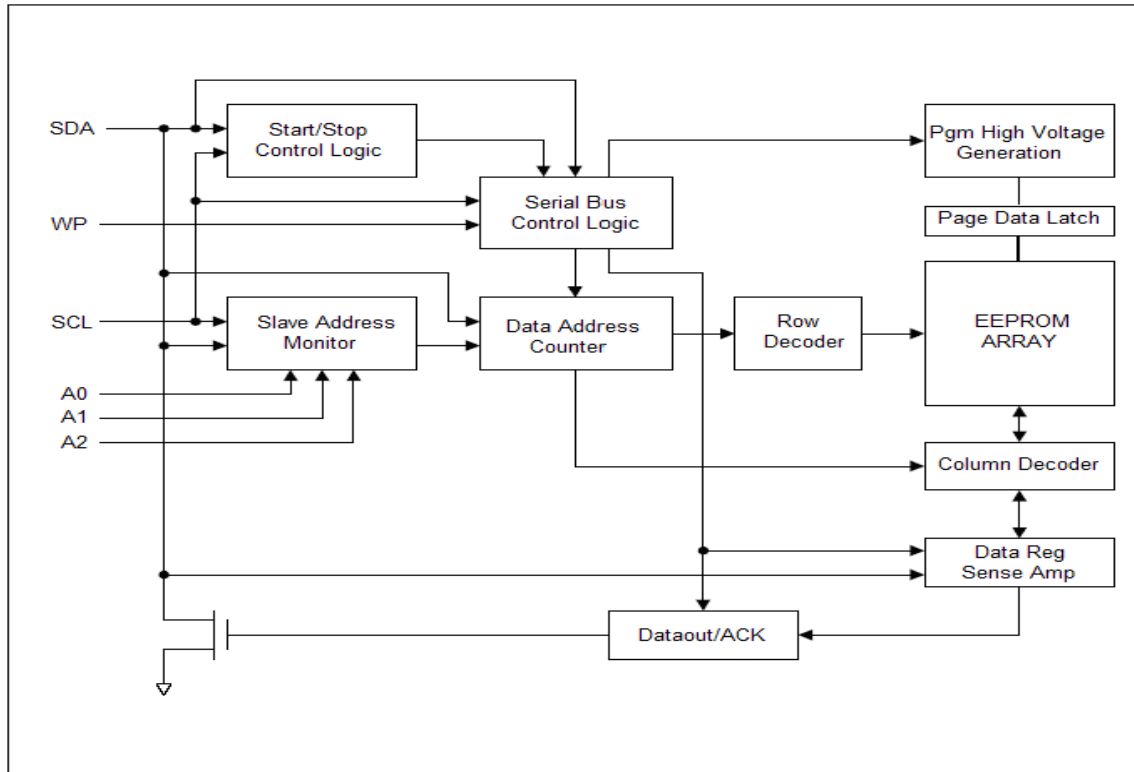 SDA
Start/Stop
Control Logic
Pgm High Voltage
Generation
WP
Serial Bus
Control Logic
Page Data Latch
SCL
Slave Address
Monitor
Data Address
Counter
Row
Decoder
EEPROM
ARRAY
A0
A1
A2
Column Decoder
Data Reg
Sense Amp
Dataout/ACK